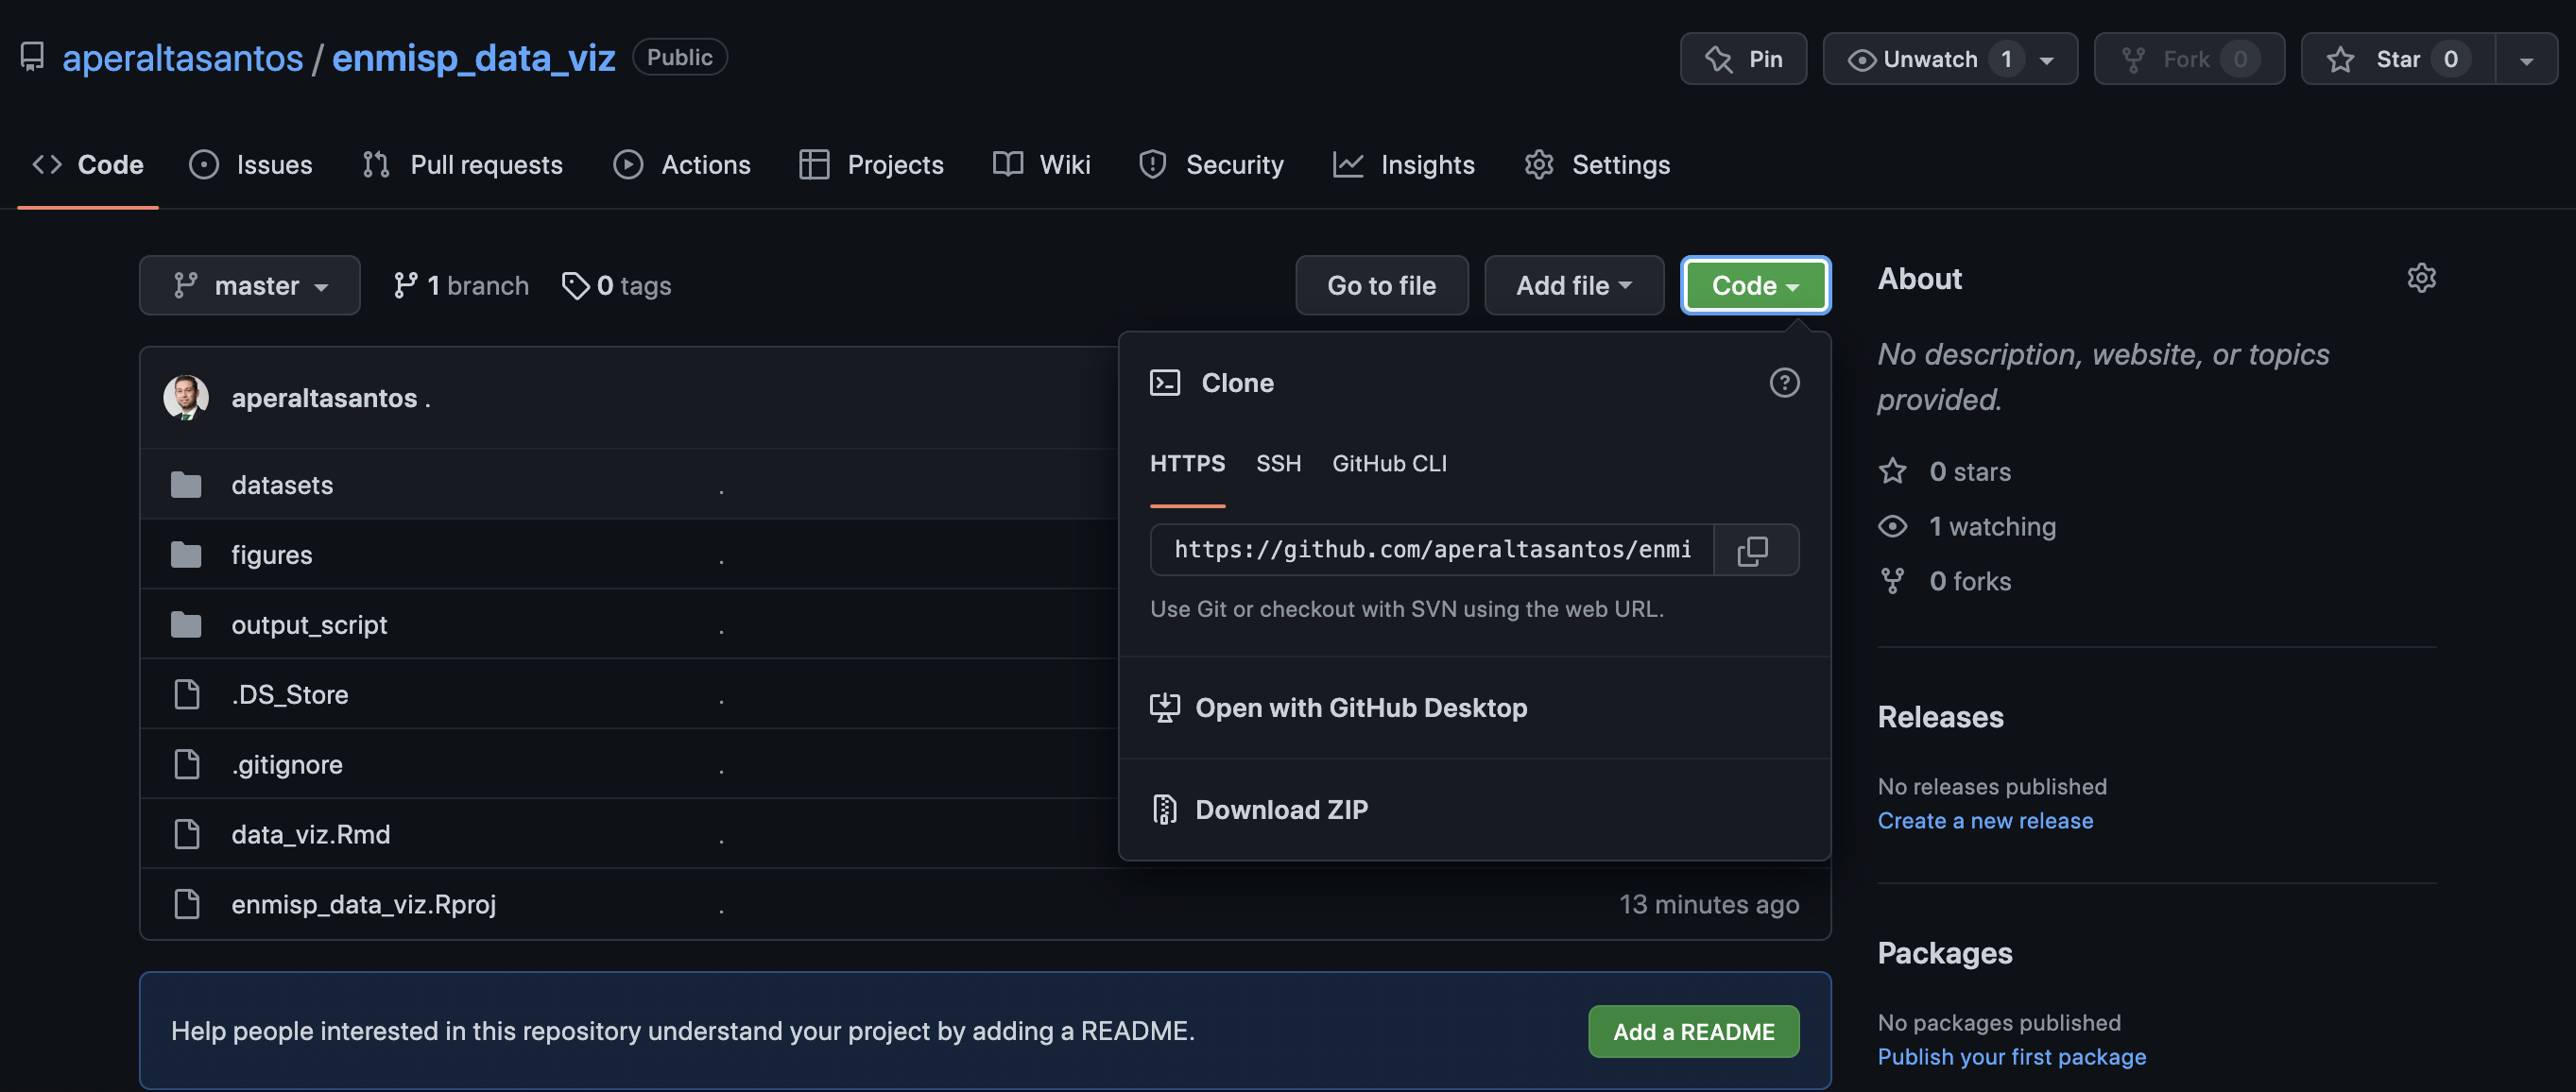 aperaltasantos / enmisp_data_viz Public
Pin
Unwatch 1
Fork 0
Star 0
Code
Issues
Pull requests
Actions
Projects
Wiki
Security
Insights
Settings
master
1 branch
0 tags
Go to file
Add file
Code
aperaltasantos .
datasets .
figures .
output_script .
.DS_Store .
.gitignore .
data_viz.Rmd .
enmisp_data_viz.Rproj . 13 minutes ago
Clone
HTTPS SSH GitHub CLI
https://github.com/aperaltasantos/enmi
Use Git or checkout with SVN using the web URL.
Open with GitHub Desktop
Download ZIP
Help people interested in this repository understand your project by adding a README.
Add a README
About
No description, website, or topics
provided.
0 stars
1 watching
0 forks
Releases
No releases published
Create a new release
Packages
No packages published
Publish your first package